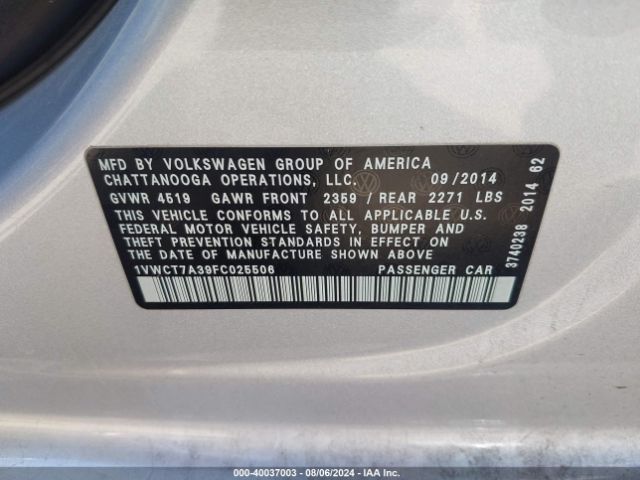 MFD BY VOLKSWAGEN GROUP OF AMERICA
CHATTANOOGA OPERATIONS, LLC. 09/2014
GVWR 4519 GAWR FRONT 2369 / REAR 2271 LBS
THIS VEHICLE CONFORMS TO ALL APPLICABLE U.S.
FEDERAL MOTOR VEHICLE SAFETY, BUMPER AND
THEFT PREVENTION STANDARDS IN EFFECT ON
THE DATE OF MANUFACTURE SHOWN ABOVE
1VWCT7A39FC025506 PASSENGER CAR
3740238 2014 62
000-40037003 - 08/06/2024 - IAA Inc.